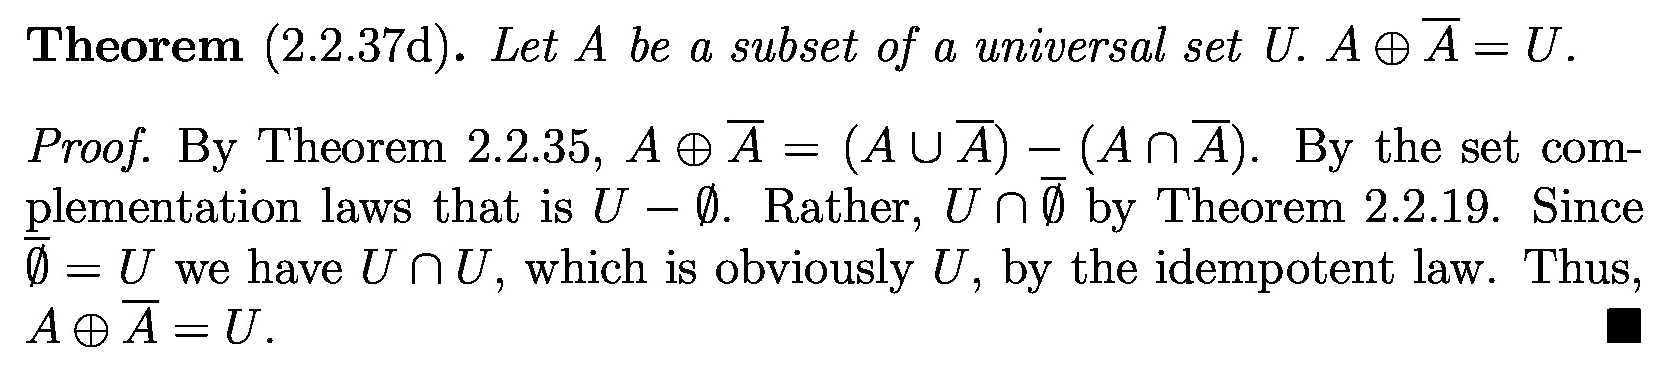 Theorem (2.2.37d). Let A be a subset of a universal set U. A ⊕ A̅ = U.
Proof. By Theorem 2.2.35, A ⊕ A̅ = (A ∪ A̅) − (A ∩ A̅). By the set com-
plementation laws that is U − ∅. Rather, U ∩ ∅̅ by Theorem 2.2.19. Since
∅̅ = U we have U ∩ U, which is obviously U, by the idempotent law. Thus,
A ⊕ A̅ = U. ■